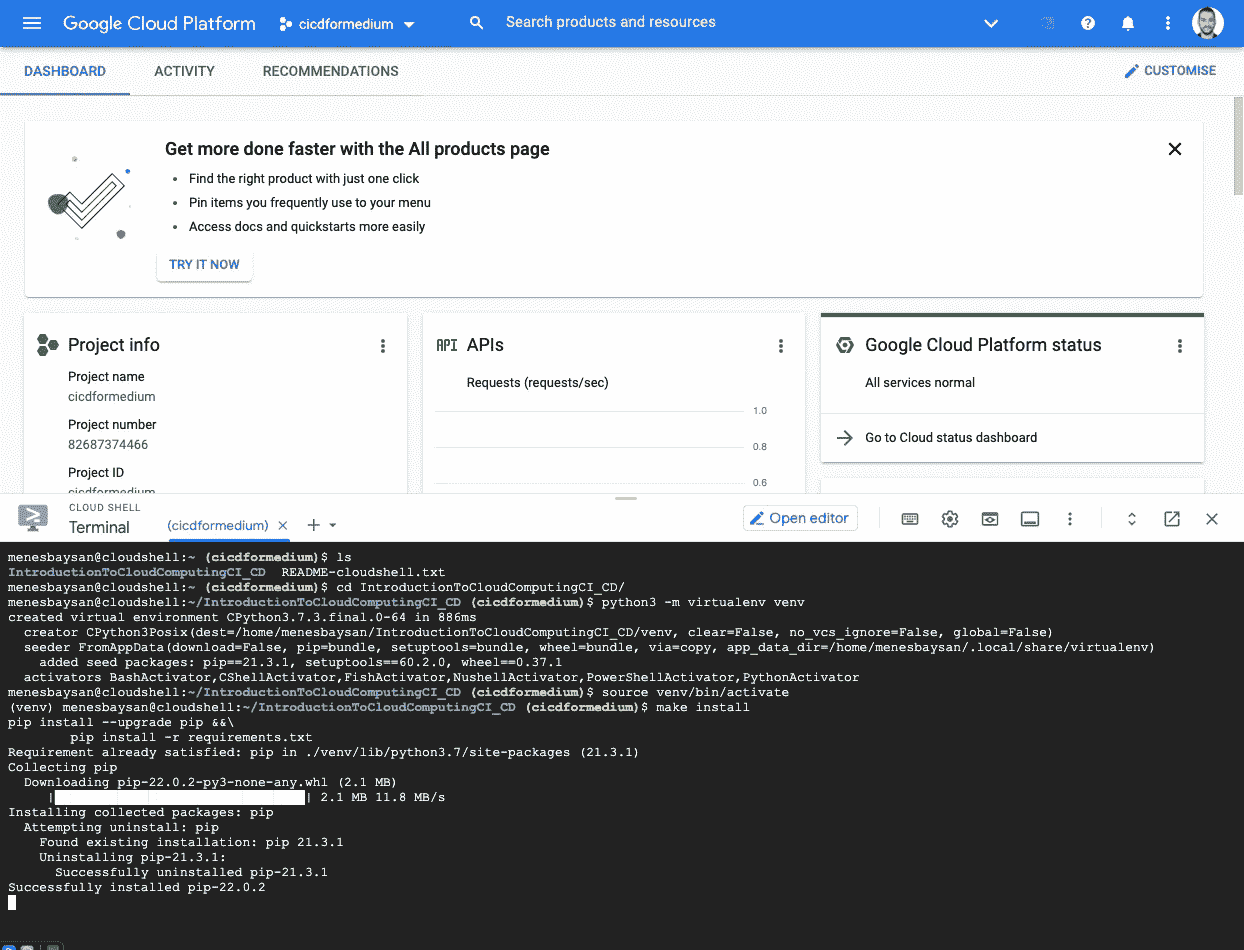 Google Cloud Platform
cicdformedium
Search products and resources
DASHBOARD
ACTIVITY
RECOMMENDATIONS
CUSTOMISE
Get more done faster with the All products page
Find the right product with just one click
Pin items you frequently use to your menu
Access docs and quickstarts more easily
TRY IT NOW
Project info
Project name
cicdformedium
Project number
82687374466
Project ID
cicdformedium
API APIs
Requests (requests/sec)
1.0
0.8
0.6
Google Cloud Platform status
All services normal
Go to Cloud status dashboard
CLOUD SHELL
Terminal
(cicdformedium)
Open editor
menesbaysan@cloudshell:~ (cicdformedium)$ ls
IntroductionToCloudComputingCI_CD  README-cloudshell.txt
menesbaysan@cloudshell:~ (cicdformedium)$ cd IntroductionToCloudComputingCI_CD/
menesbaysan@cloudshell:~/IntroductionToCloudComputingCI_CD (cicdformedium)$ python3 -m virtualenv venv
created virtual environment CPython3.7.3.final.0-64 in 886ms
  creator CPython3Posix(dest=/home/menesbaysan/IntroductionToCloudComputingCI_CD/venv, clear=False, no_vcs_ignore=False, global=False)
  seeder FromAppData(download=False, pip=bundle, setuptools=bundle, wheel=bundle, via=copy, app_data_dir=/home/menesbaysan/.local/share/virtualenv)
    added seed packages: pip==21.3.1, setuptools==60.2.0, wheel==0.37.1
  activators BashActivator,CShellActivator,FishActivator,NushellActivator,PowerShellActivator,PythonActivator
menesbaysan@cloudshell:~/IntroductionToCloudComputingCI_CD (cicdformedium)$ source venv/bin/activate
(venv) menesbaysan@cloudshell:~/IntroductionToCloudComputingCI_CD (cicdformedium)$ make install
pip install --upgrade pip &&\
        pip install -r requirements.txt
Requirement already satisfied: pip in ./venv/lib/python3.7/site-packages (21.3.1)
Collecting pip
  Downloading pip-22.0.2-py3-none-any.whl (2.1 MB)
     | | 2.1 MB 11.8 MB/s
Installing collected packages: pip
  Attempting uninstall: pip
    Found existing installation: pip 21.3.1
    Uninstalling pip-21.3.1:
      Successfully uninstalled pip-21.3.1
Successfully installed pip-22.0.2